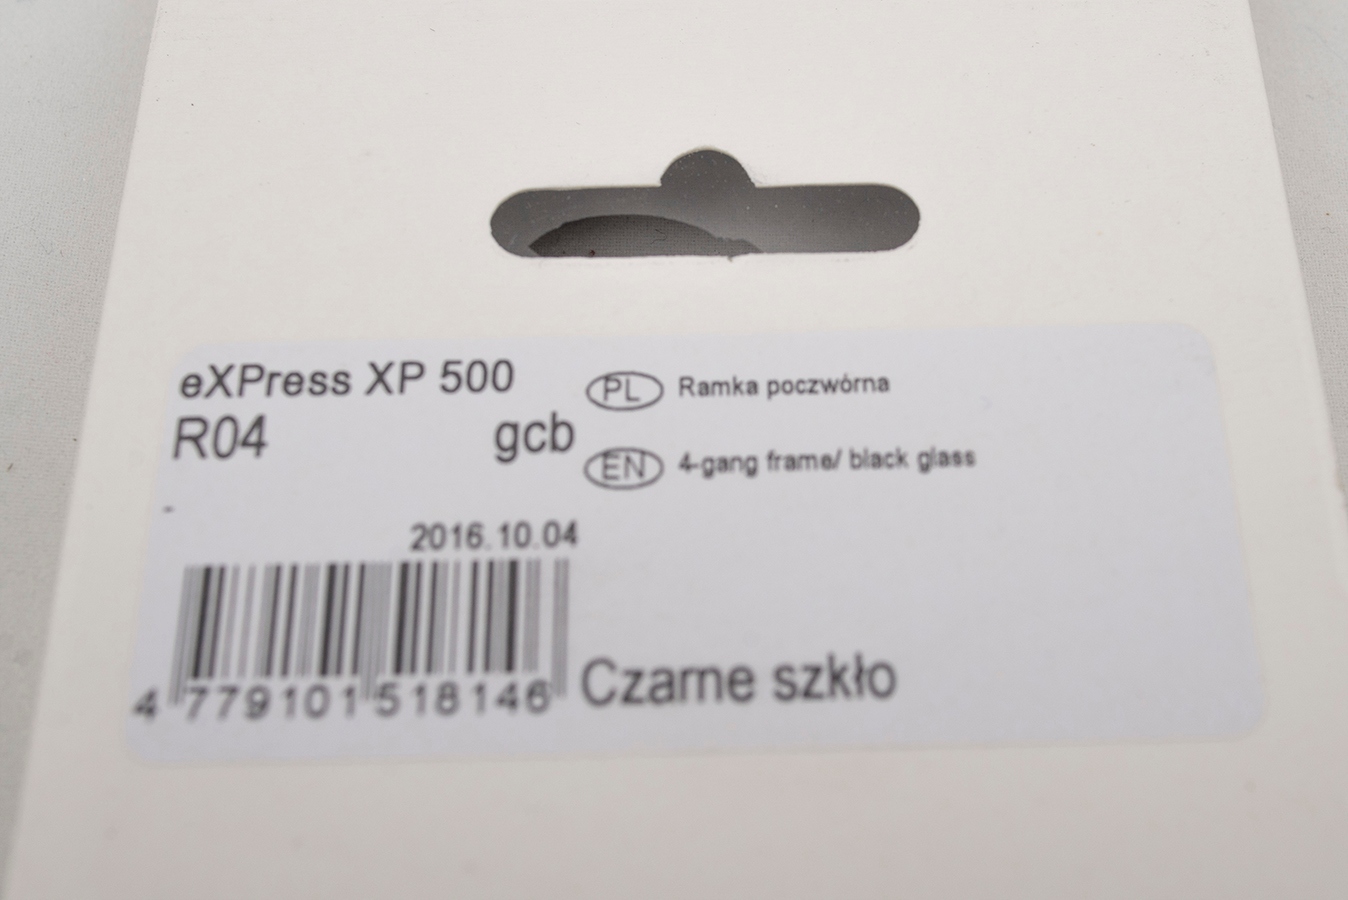 eXPress XP 500
R04 gcb
PL Ramka poczwórna
EN 4-gang frame/ black glass
-
2016.10.04
4 779101 518146
Czarne szkło